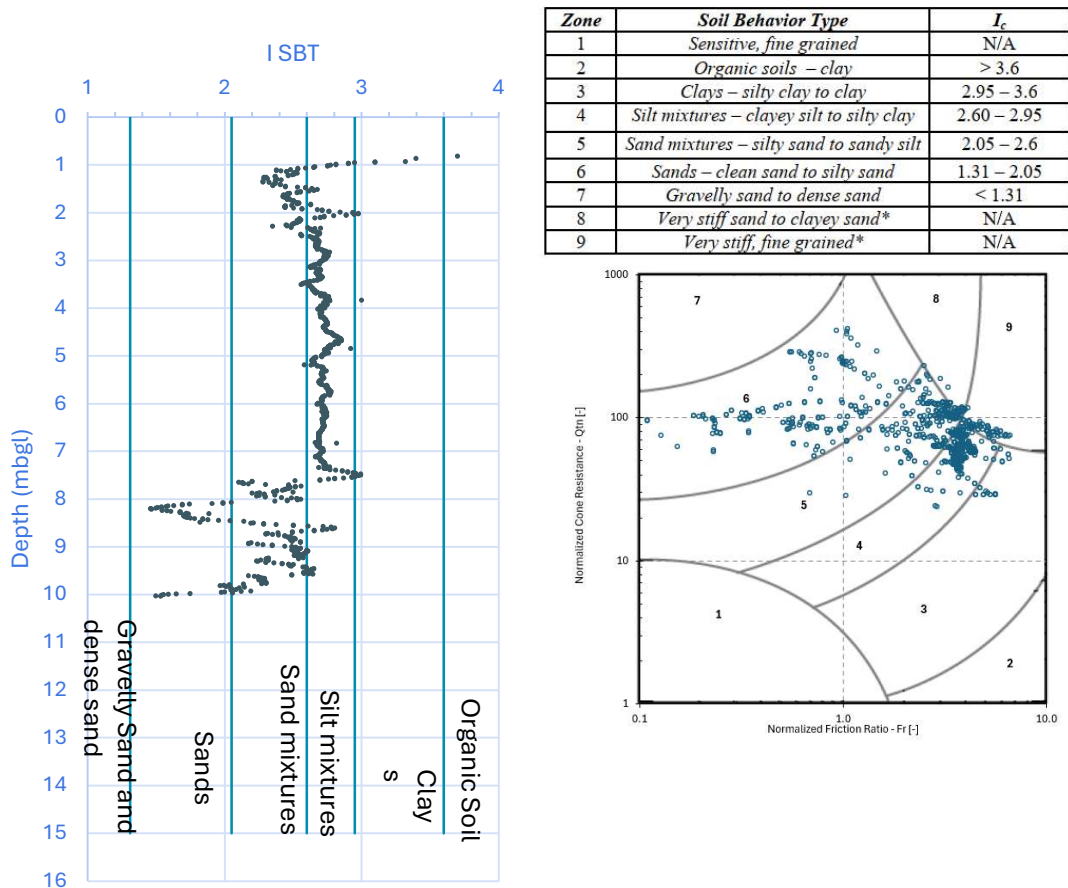 I SBT
1 2 3 4
0
1
2
3
4
5
6
7
8
9
10
11
12
13
14
15
16
Depth (mbgl)
Gravelly Sand and
dense sand
Sands
Sand mixtures
Silt mixtures
Clay
s
Organic Soil
Zone Soil Behavior Type Ic
1 Sensitive, fine grained N/A
2 Organic soils – clay > 3.6
3 Clays – silty clay to clay 2.95 – 3.6
4 Silt mixtures – clayey silt to silty clay 2.60 – 2.95
5 Sand mixtures – silty sand to sandy silt 2.05 – 2.6
6 Sands – clean sand to silty sand 1.31 – 2.05
7 Gravelly sand to dense sand < 1.31
8 Very stiff sand to clayey sand* N/A
9 Very stiff, fine grained* N/A
1000
100
10
1
Normalized Cone Resistance - Qtn [-]
7
8
9
6
5
4
3
1
2
0.1 1.0 10.0
Normalized Friction Ratio - Fr [-]